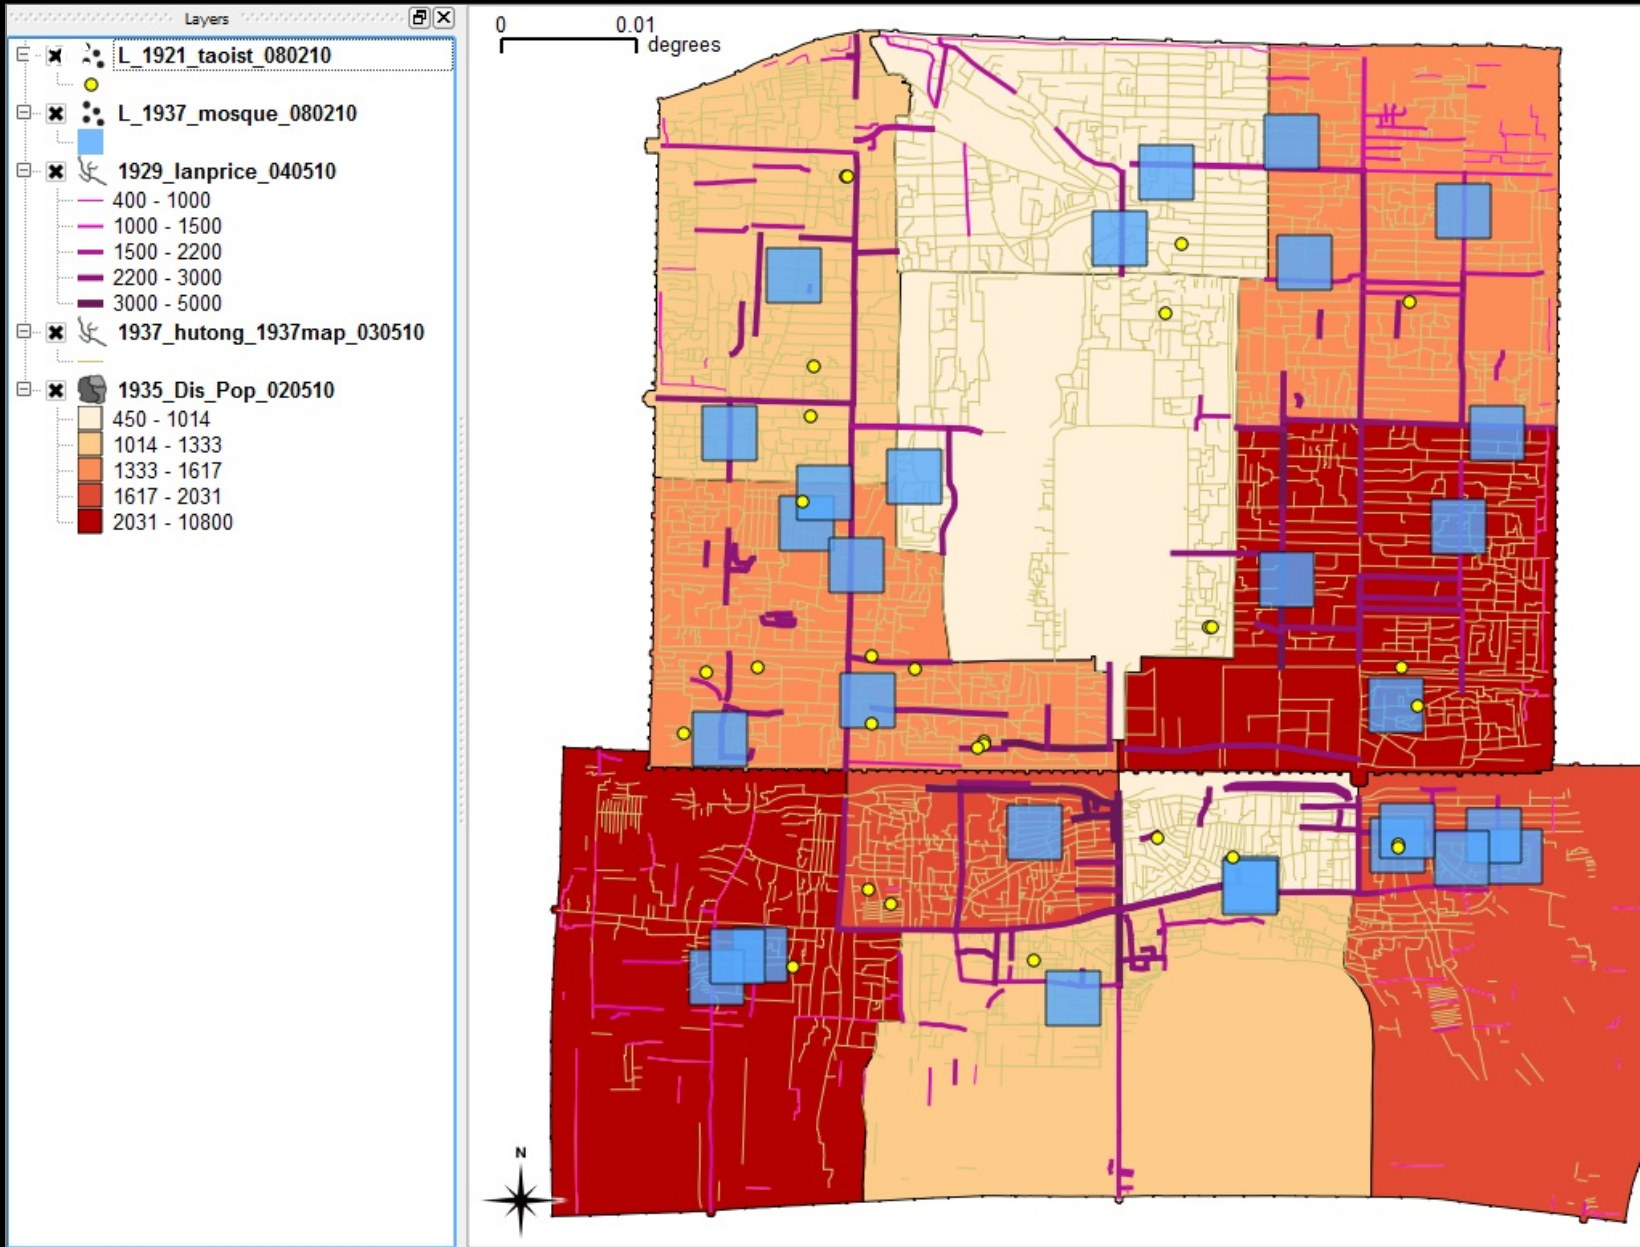 Layers
L_1921_taoist_080210
L_1937_mosque_080210
1929_lanprice_040510
400 - 1000
1000 - 1500
1500 - 2200
2200 - 3000
3000 - 5000
1937_hutong_1937map_030510
1935_Dis_Pop_020510
450 - 1014
1014 - 1333
1333 - 1617
1617 - 2031
2031 - 10800
0 0.01
degrees
N